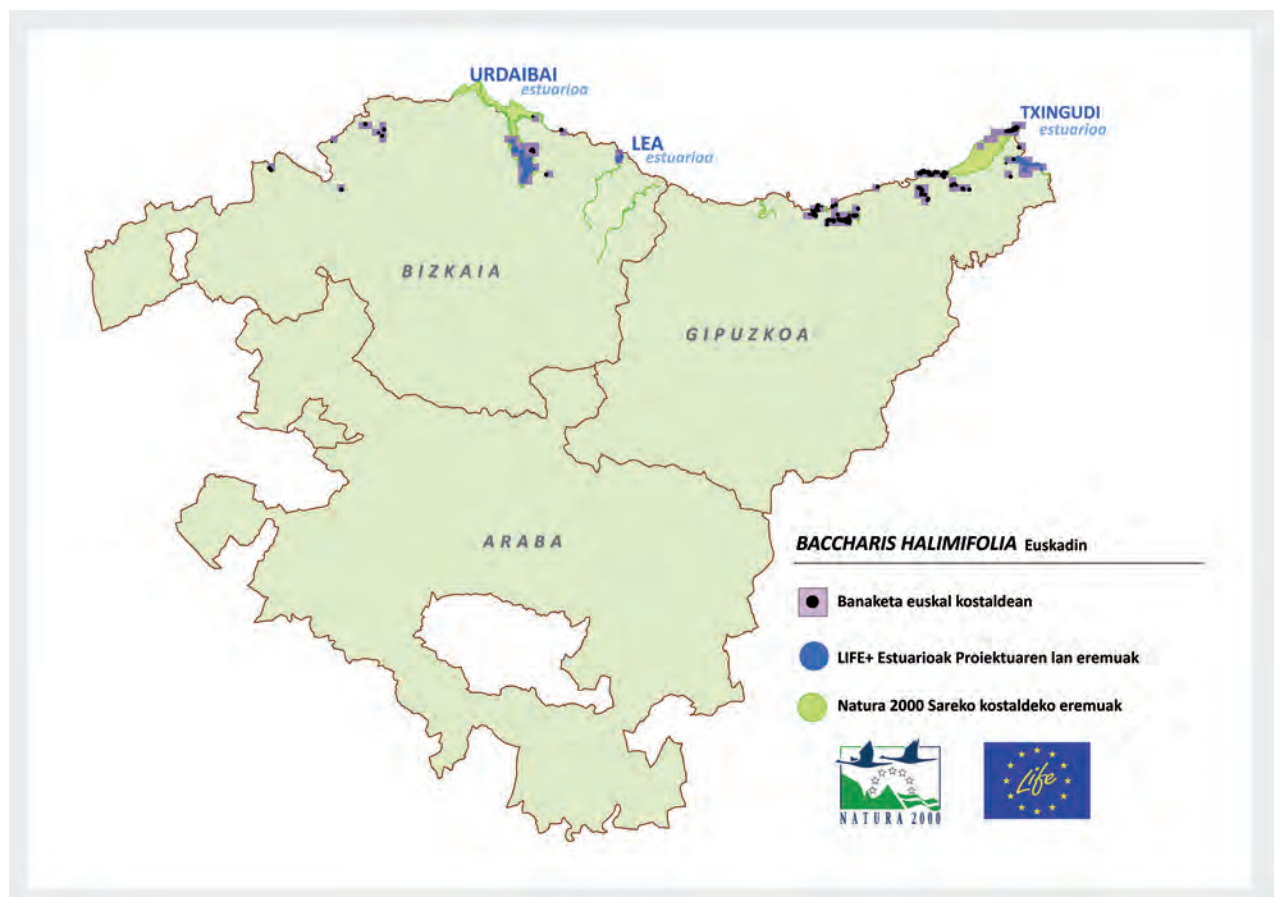 URDAIBAI
estuarioa
LEA
estuarioa
TXINGUDI
estuarioa
BIZKAIA
GIPUZKOA
ARABA
BACCHARIS HALIMIFOLIA Euskadin
Banaketa euskal kostaldean
LIFE+ Estuarioak Proiektuaren lan eremuak
Natura 2000 Sareko kostaldeko eremuak
NATURA 2000
Life